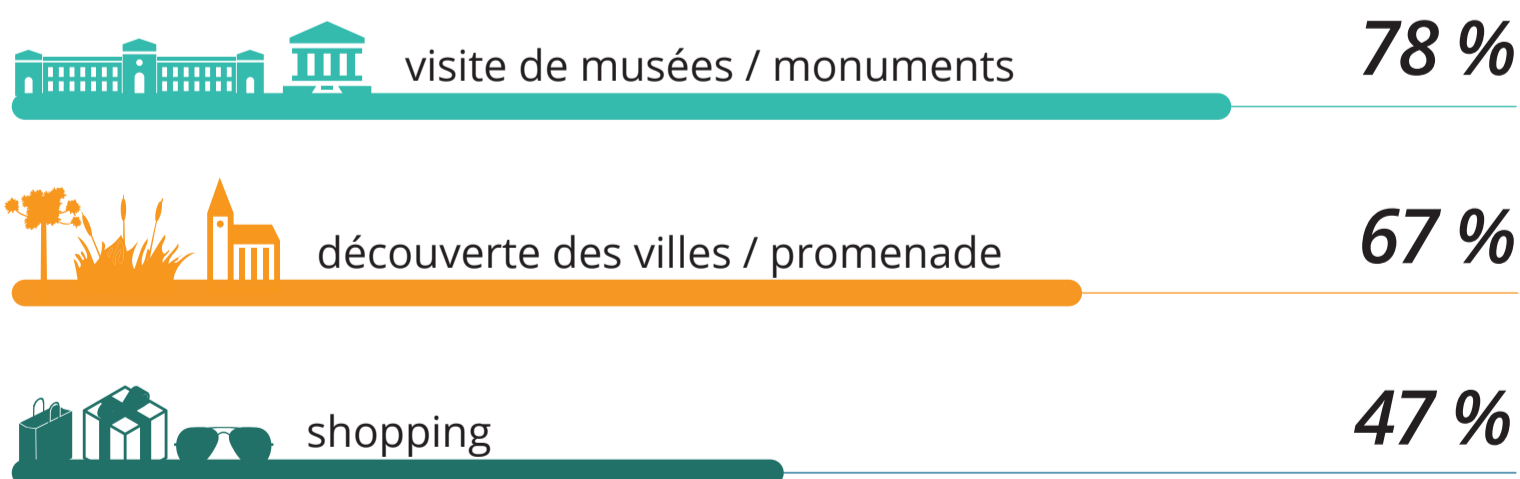 visite de musées / monuments 78 %
découverte des villes / promenade 67 %
shopping 47 %